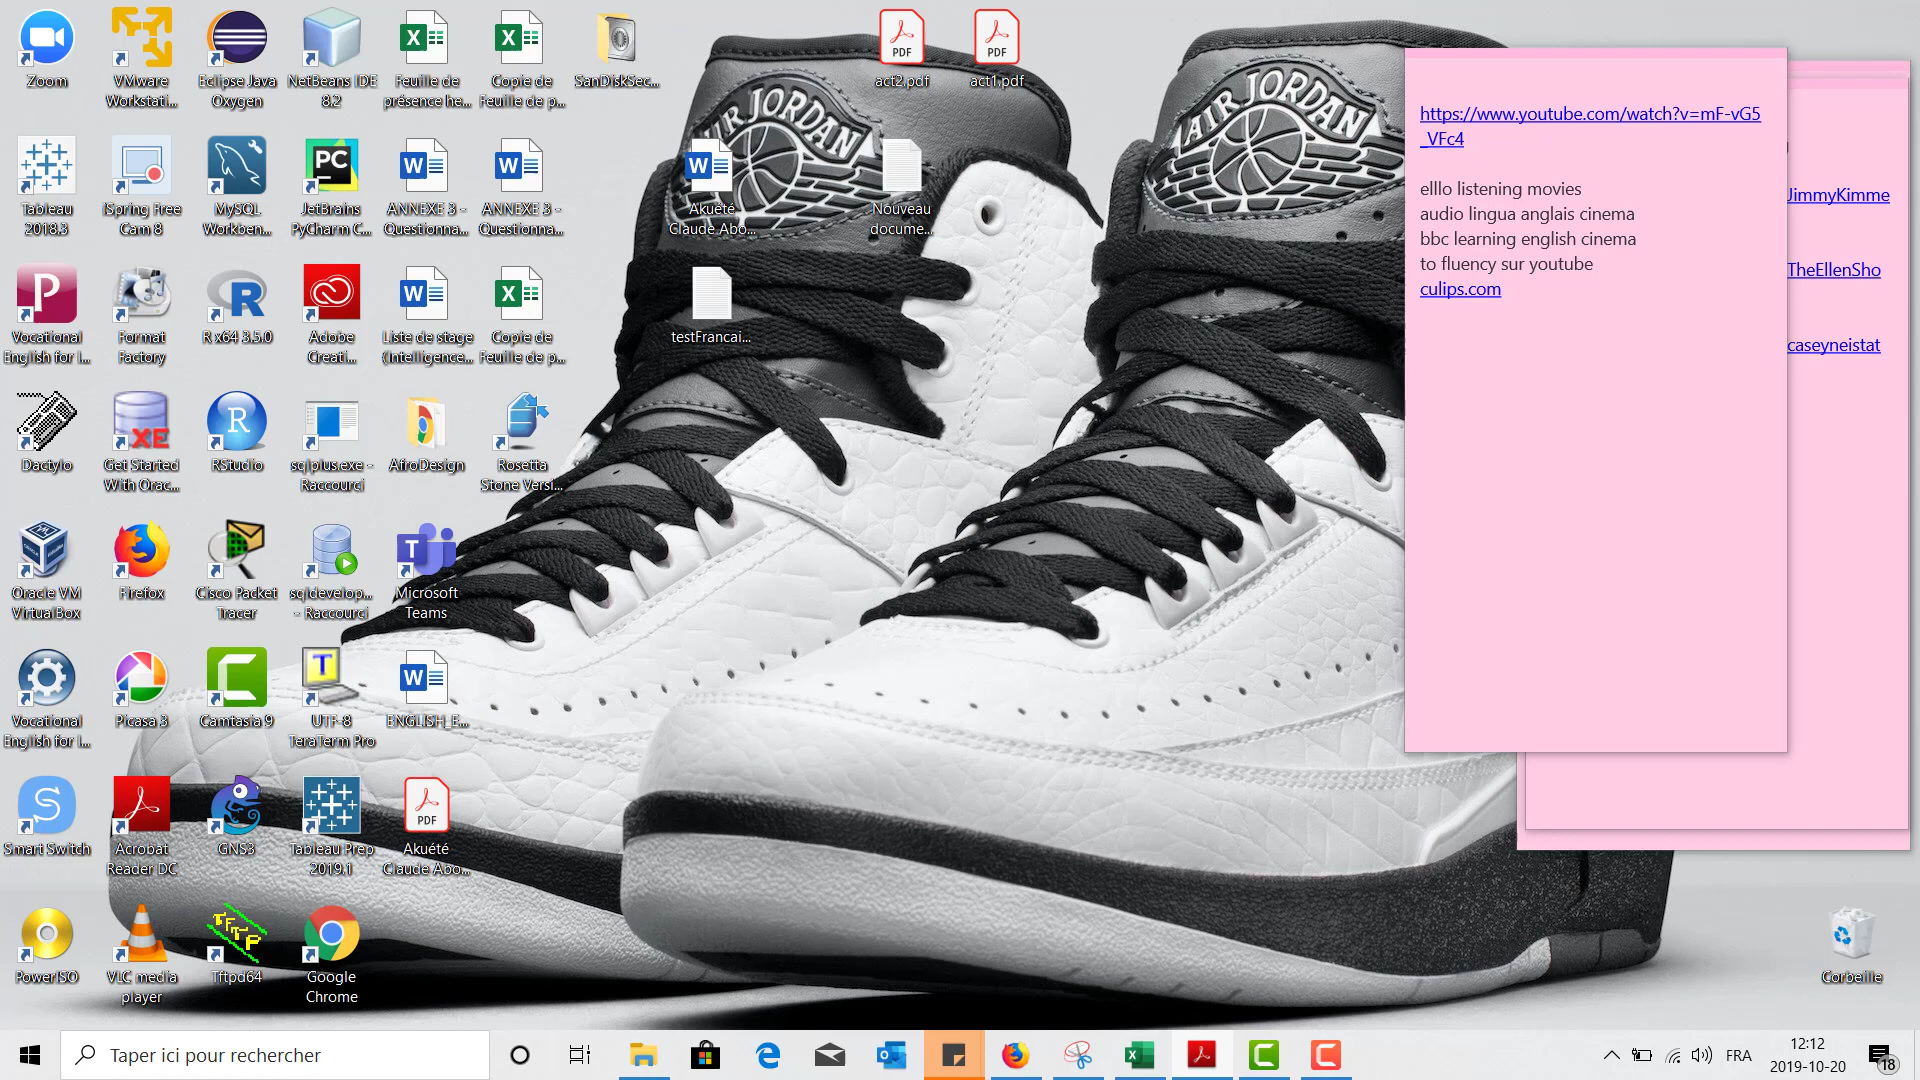 Zoom
VMware
Workstati...
Eclipse Java
Oxygen
NetBeans IDE
8.2
Feuille de
présence he...
Copie de
Feuille de p...
SanDiskSec...
act2.pdf
act1.pdf
Tableau
2018.3
iSpring Free
Cam 8
MySQL
Workben...
JetBrains
PyCharm C...
ANNEXE 3 -
Questionna...
ANNEXE 3 -
Questionna...
Akuété
Claude Abo...
Nouveau
docume...
Vocational
English for I...
Format
Factory
R x64 3.5.0
Adobe
Creati...
Liste de stage
(Intelligence...
Copie de
Feuille de p...
testFrancai...
Dactylo
Get Started
With Orac...
RStudio
sqlplus.exe -
Raccourci
AfroDesign
Rosetta
Stone Versi...
Oracle VM
VirtualBox
Firefox
Cisco Packet
Tracer
sqldevelop...
- Raccourci
Microsoft
Teams
Vocational
English for I...
Picasa 3
Camtasia 9
UTF-8
TeraTerm Pro
ENGLISH_E...
Smart Switch
Acrobat
Reader DC
GNS3
Tableau Prep
2019.1
Akuété
Claude Abo...
PowerISO
VLC media
player
Tftpd64
Google
Chrome
Corbeille
AIR JORDAN
AIR JORDAN
https://www.youtube.com/watch?v=mF-vG5
_VFc4
elllo listening movies
audio lingua anglais cinema
bbc learning english cinema
to fluency sur youtube
culips.com
JimmyKimme
TheEllenSho
caseyneistat
Taper ici pour rechercher
FRA
12:12
2019-10-20
18